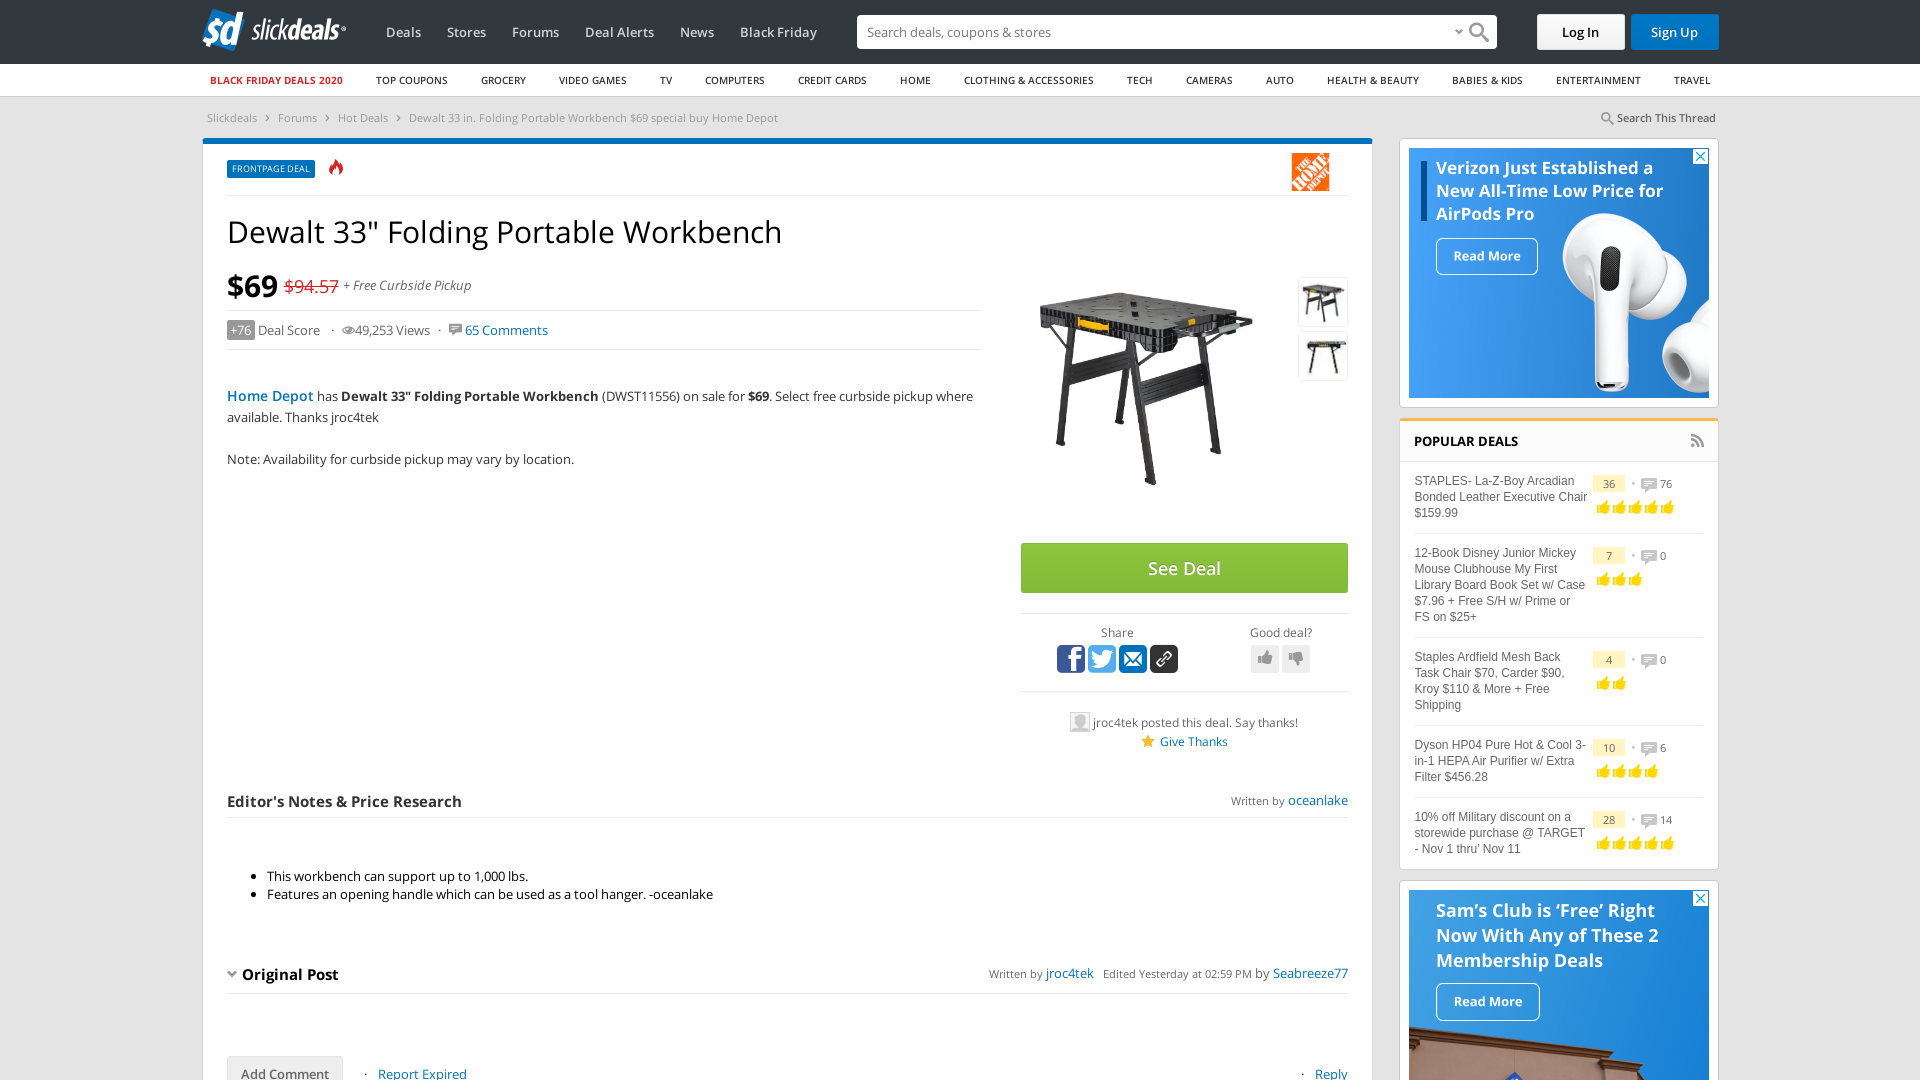 slickdeals
Deals Stores Forums Deal Alerts News Black Friday
Search deals, coupons & stores
Log In
Sign Up
BLACK FRIDAY DEALS 2020 TOP COUPONS GROCERY VIDEO GAMES TV COMPUTERS CREDIT CARDS HOME CLOTHING & ACCESSORIES TECH CAMERAS AUTO HEALTH & BEAUTY BABIES & KIDS ENTERTAINMENT TRAVEL
Slickdeals › Forums › Hot Deals › Dewalt 33 in. Folding Portable Workbench $69 special buy Home Depot
Search This Thread
FRONTPAGE DEAL
THE HOME DEPOT
Dewalt 33" Folding Portable Workbench
$69 $94.57 + Free Curbside Pickup
+76 Deal Score · 49,253 Views · 65 Comments
Home Depot has Dewalt 33" Folding Portable Workbench (DWST11556) on sale for $69. Select free curbside pickup where
available. Thanks jroc4tek
Note: Availability for curbside pickup may vary by location.
See Deal
Share
Good deal?
jroc4tek posted this deal. Say thanks!
Give Thanks
Editor's Notes & Price Research
Written by oceanlake
• This workbench can support up to 1,000 lbs.
• Features an opening handle which can be used as a tool hanger. -oceanlake
Original Post
Written by jroc4tek Edited Yesterday at 02:59 PM by Seabreeze77
Add Comment
· Report Expired
· Reply
Verizon Just Established a
New All-Time Low Price for
AirPods Pro
Read More
POPULAR DEALS
STAPLES- La-Z-Boy Arcadian
Bonded Leather Executive Chair
$159.99
36 • 76
12-Book Disney Junior Mickey
Mouse Clubhouse My First
Library Board Book Set w/ Case
$7.96 + Free S/H w/ Prime or
FS on $25+
7 • 0
Staples Ardfield Mesh Back
Task Chair $70, Carder $90,
Kroy $110 & More + Free
Shipping
4 • 0
Dyson HP04 Pure Hot & Cool 3-
in-1 HEPA Air Purifier w/ Extra
Filter $456.28
10 • 6
10% off Military discount on a
storewide purchase @ TARGET
- Nov 1 thru' Nov 11
28 • 14
Sam's Club is 'Free' Right
Now With Any of These 2
Membership Deals
Read More